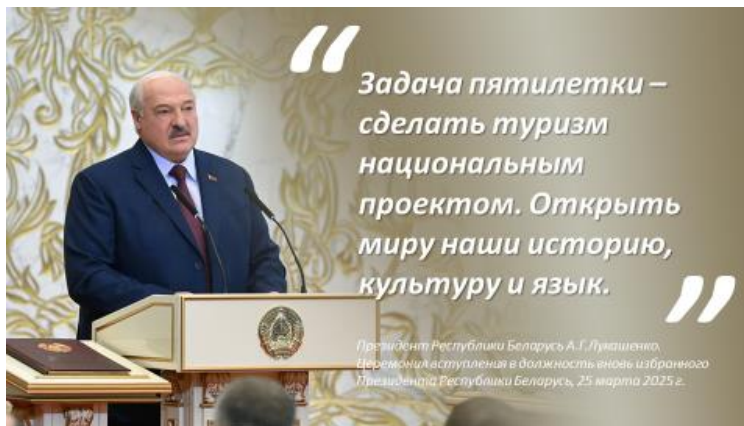 “
Задача пятилетки –
сделать туризм
национальным
проектом. Открыть
миру наши историю,
культуру и язык.
”
Президент Республики Беларусь А.Г.Лукашенко.
Церемония вступления в должность вновь избранного
Президента Республики Беларусь, 25 марта 2025 г.